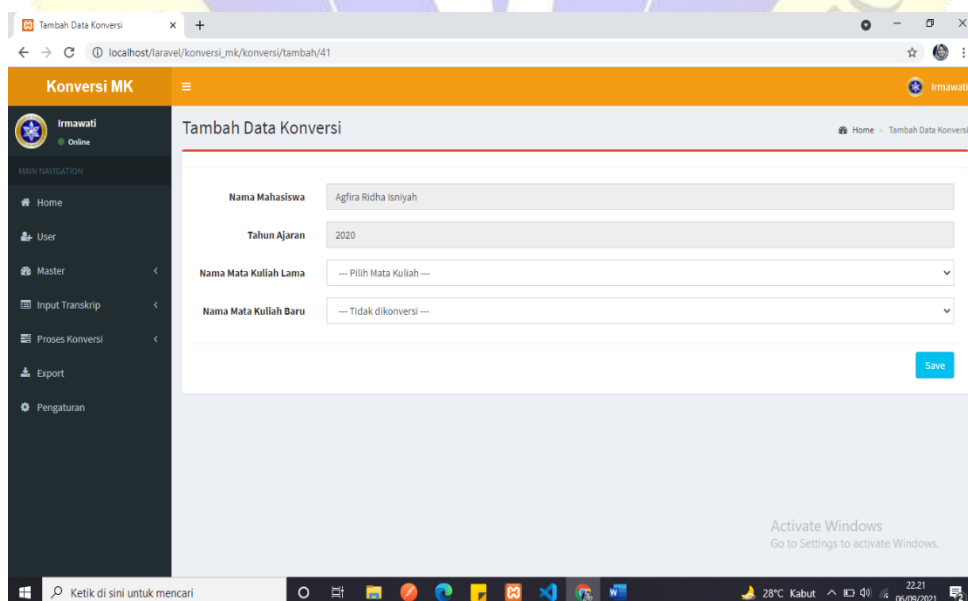 Tambah Data Konversi
localhost/laravel/konversi_mk/konversi/tambah/41
Konversi MK
Irmawati
Irmawati
Online
Tambah Data Konversi
Home > Tambah Data Konversi
MAIN NAVIGATION
Home
User
Master
Input Transkrip
Proses Konversi
Export
Pengaturan
Nama Mahasiswa
Agfira Ridha Isniyah
Tahun Ajaran
2020
Nama Mata Kuliah Lama
--- Pilih Mata Kuliah ---
Nama Mata Kuliah Baru
--- Tidak dikonversi ---
Save
Activate Windows
Go to Settings to activate Windows.
Ketik di sini untuk mencari
28°C Kabut
22.21
06/09/2021